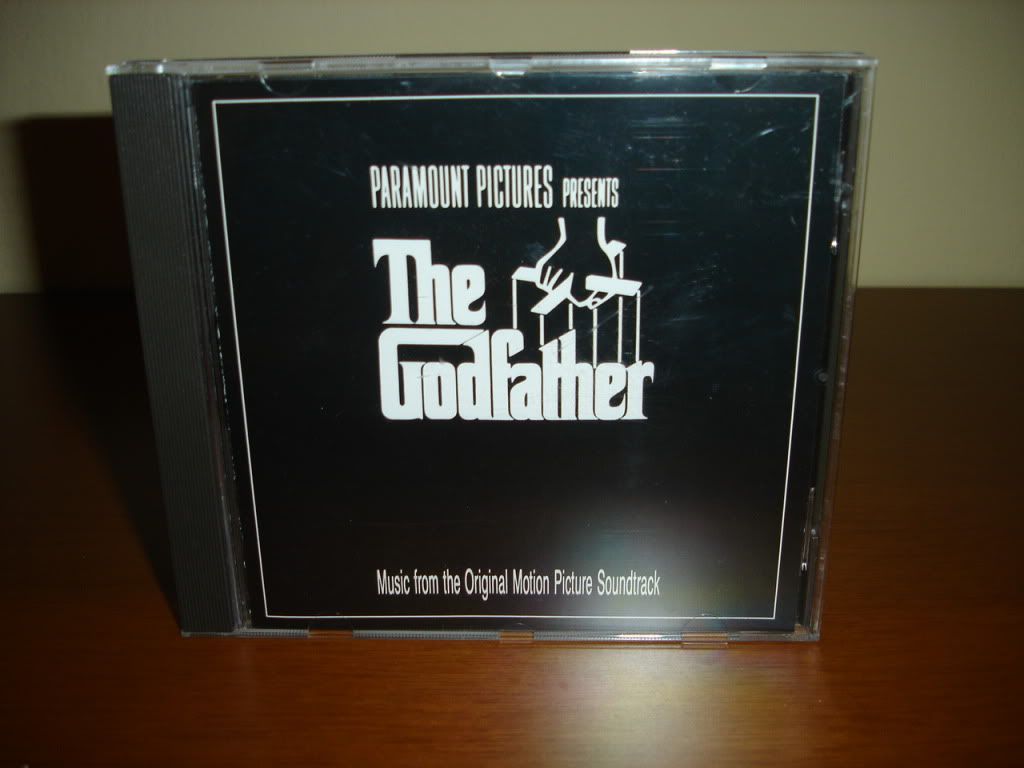 PARAMOUNT PICTURES PRESENTS
The
Godfather
Music from the Original Motion Picture Soundtrack